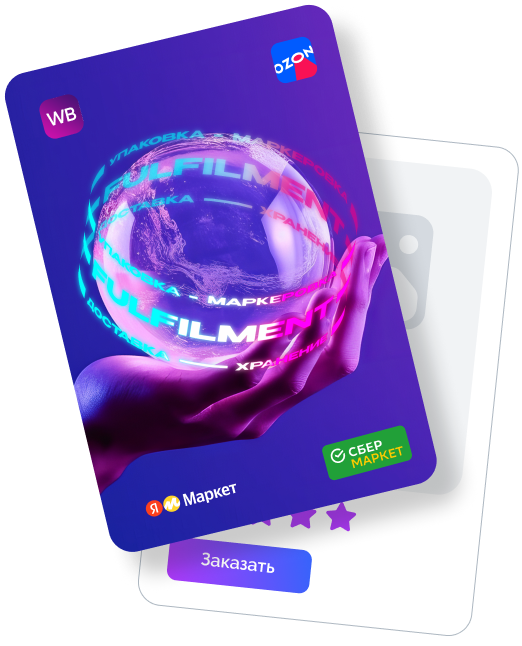 WB
OZON
УПАКОВКА - МАРКЕРОВКА
FULFILMENT
ДОСТАВКА — ХРАНЕНИЕ
УПАКОВКА - МАРКЕРОВКА
FULFILMENT
ДОСТАВКА — ХРАНЕНИЕ
СБЕР
МАРКЕТ
Я М Маркет
Заказать